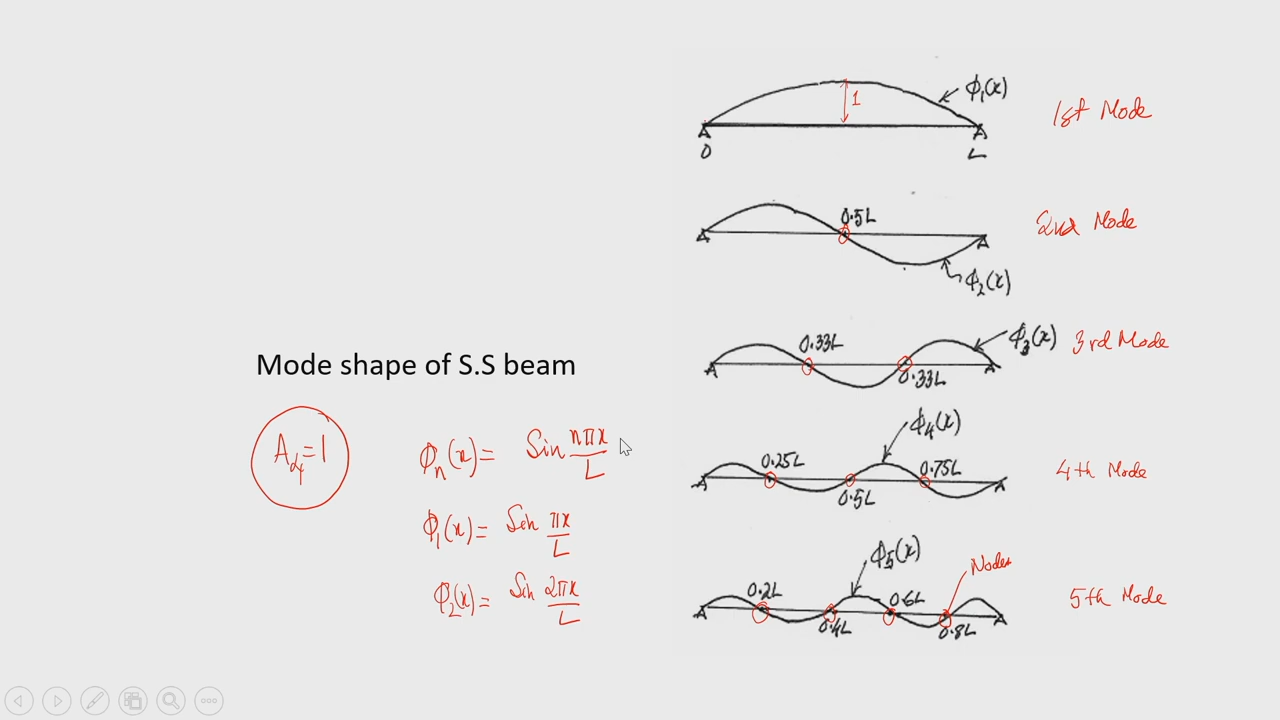 Mode shape of S.S beam
A₄=1
ϕₙ(x)= Sin nπx/L
ϕ₁(x)= Sin πx/L
ϕ₂(x)= Sin 2πx/L
ϕ₁(x)
1
1st Mode
A A
0 L
0.5L
2nd Mode
A A
ϕ₂(x)
0.33L
ϕ₃(x)
3rd Mode
A A
0.33L
ϕ₄(x)
0.25L 0.75L
4th Mode
A A
0.5L
ϕ₅(x)
Nodes
0.2L 0.6L
5th Mode
A A
0.4L 0.8L